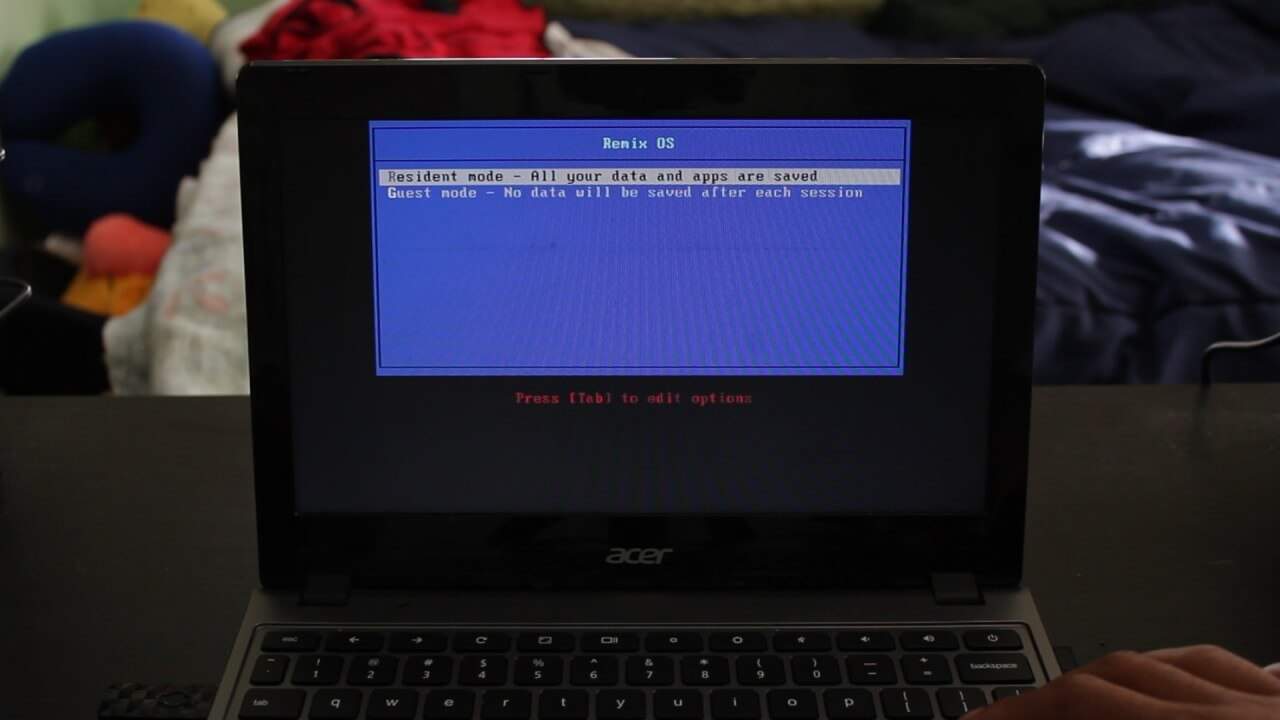 Remix OS
Resident mode - All your data and apps are saved
Guest mode - No data will be saved after each session
Press [Tab] to edit options
acer
esc
! @ # $ % ^ & * ( ) — +
1 2 3 4 5 6 7 8 9 0 - = backspace
tab q w e r t y u i o p { }
[ ]